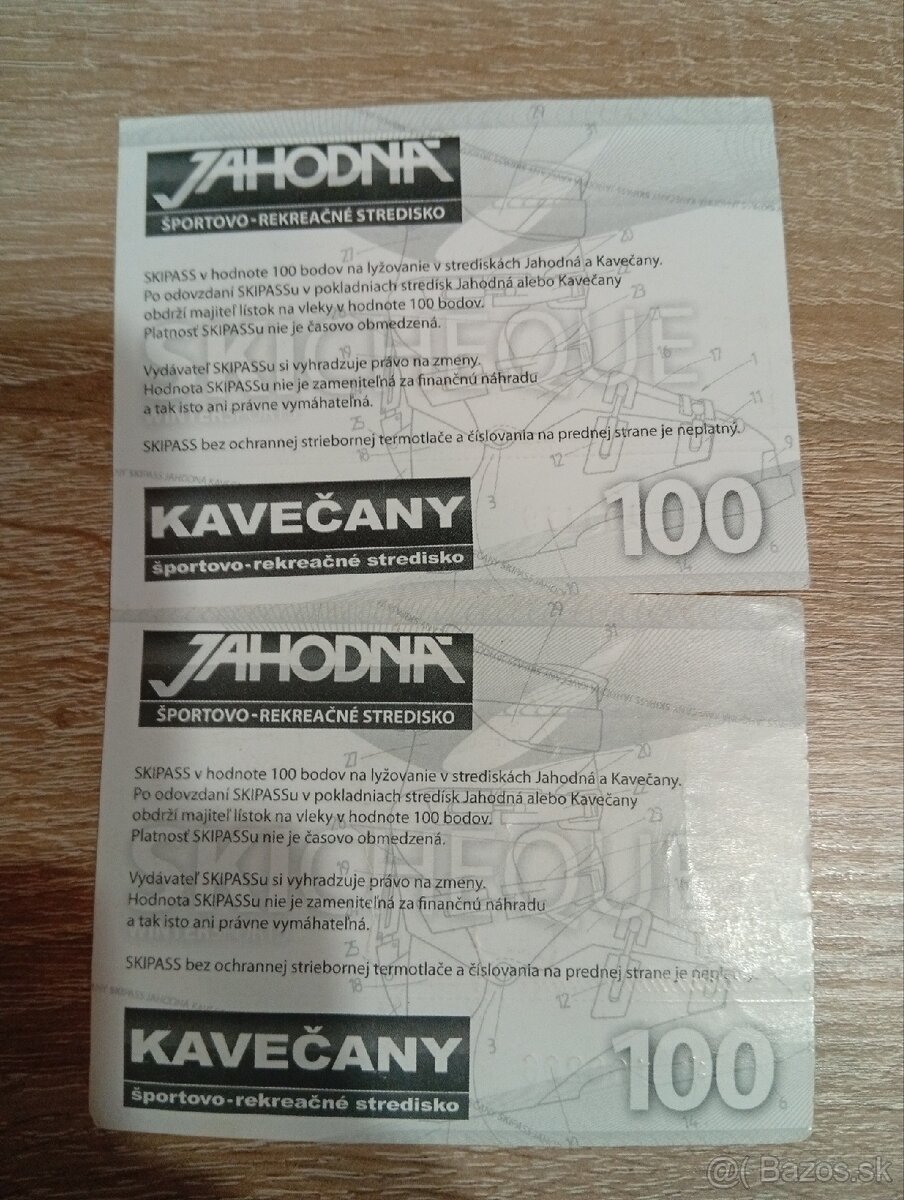 JAHODNÁ
ŠPORTOVO-REKREAČNÉ STREDISKO
SKIPASS v hodnote 100 bodov na lyžovanie v strediskách Jahodná a Kavečany.
Po odovzdaní SKIPASSu v pokladniach stredísk Jahodná alebo Kavečany
obdrží majiteľ lístok na vleky v hodnote 100 bodov.
Platnosť SKIPASSu nie je časovo obmedzená.
SKICHEQUE
Vydávateľ SKIPASSu si vyhradzuje právo na zmeny.
Hodnota SKIPASSu nie je zameniteľná za finančnú náhradu
a tak isto ani právne vymáhateľná.
SKIPASS bez ochrannej striebornej termotlače a číslovania na prednej strane je neplatný.
KAVEČANY
športovo-rekreačné stredisko
100
JAHODNÁ
ŠPORTOVO-REKREAČNÉ STREDISKO
SKIPASS v hodnote 100 bodov na lyžovanie v strediskách Jahodná a Kavečany.
Po odovzdaní SKIPASSu v pokladniach stredísk Jahodná alebo Kavečany
obdrží majiteľ lístok na vleky v hodnote 100 bodov.
Platnosť SKIPASSu nie je časovo obmedzená.
SKICHEQUE
Vydávateľ SKIPASSu si vyhradzuje právo na zmeny.
Hodnota SKIPASSu nie je zameniteľná za finančnú náhradu
a tak isto ani právne vymáhateľná.
SKIPASS bez ochrannej striebornej termotlače a číslovania na prednej strane je
KAVEČANY
športovo-rekreačné stredisko
100
@( Bazos.sk